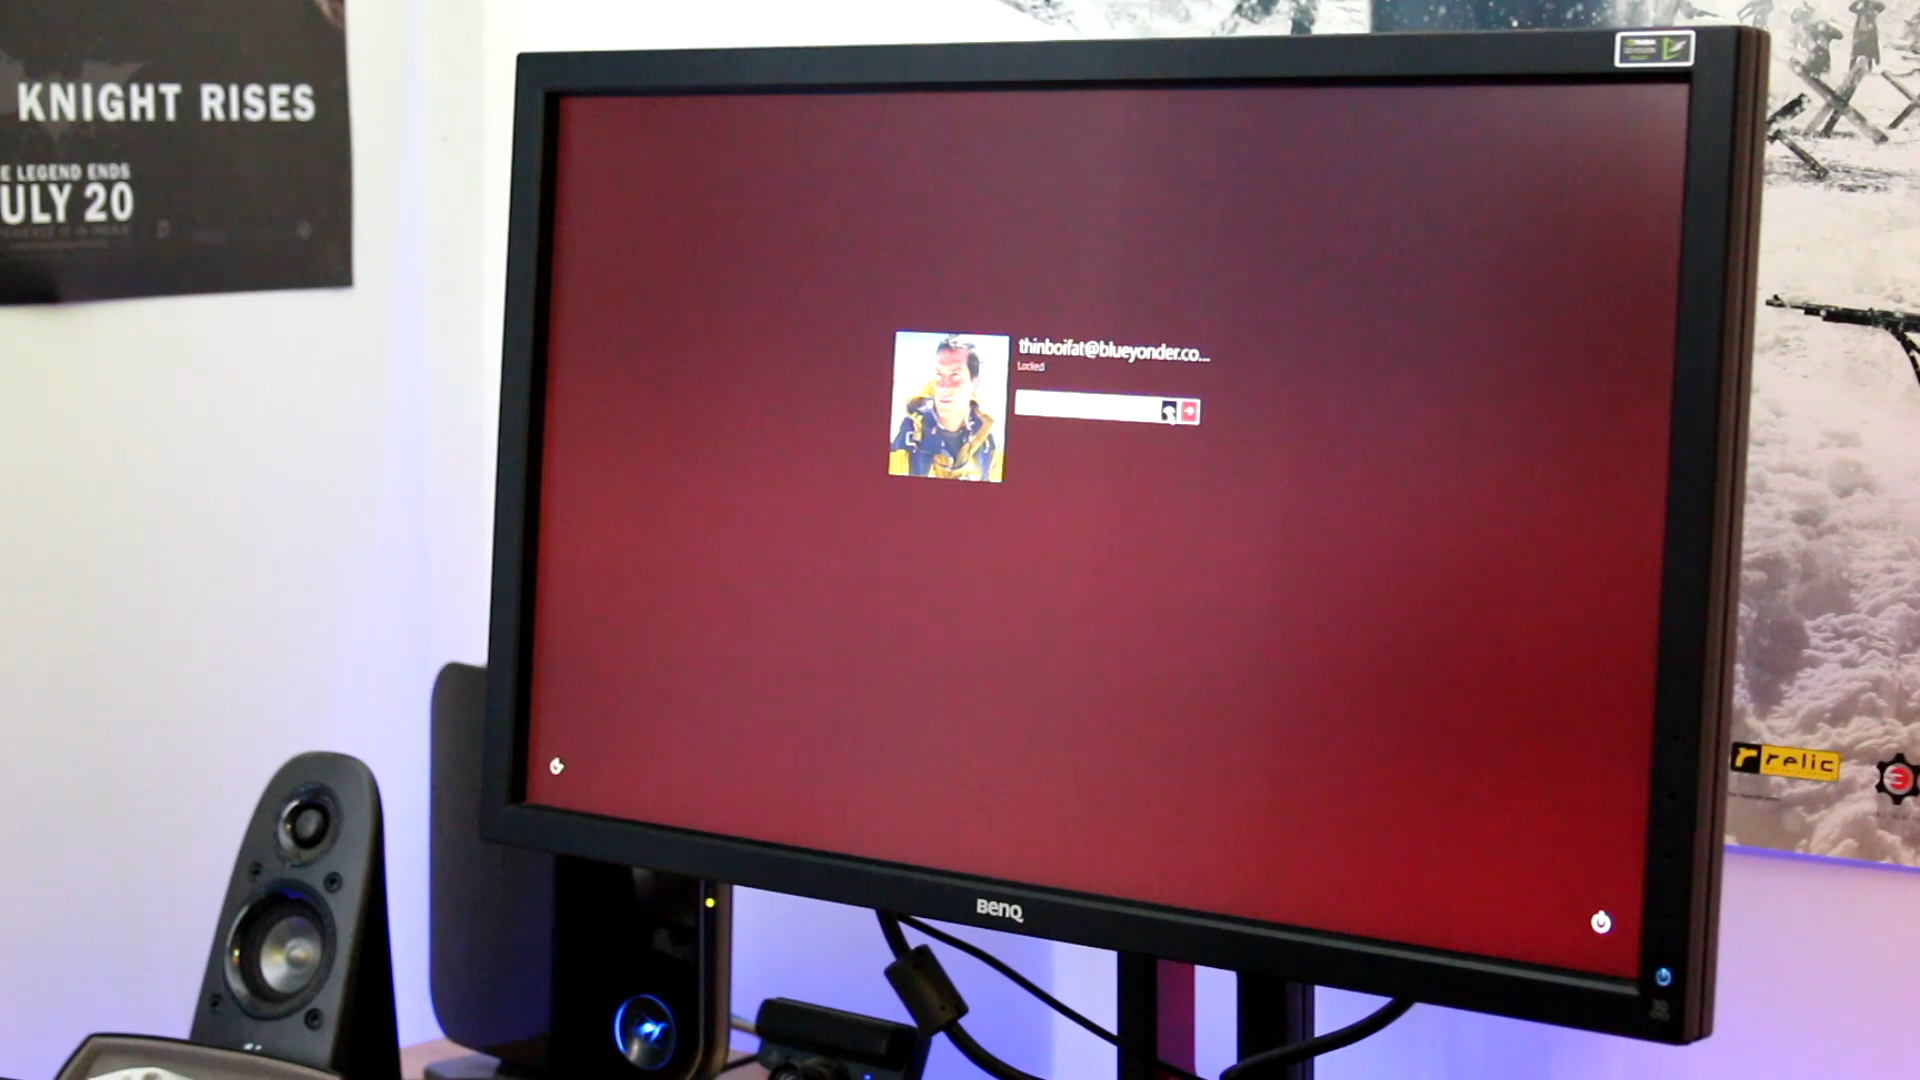 KNIGHT RISES
E LEGEND ENDS
ULY 20
thinboifat@blueyonder.co...
Locked
relic
BenQ